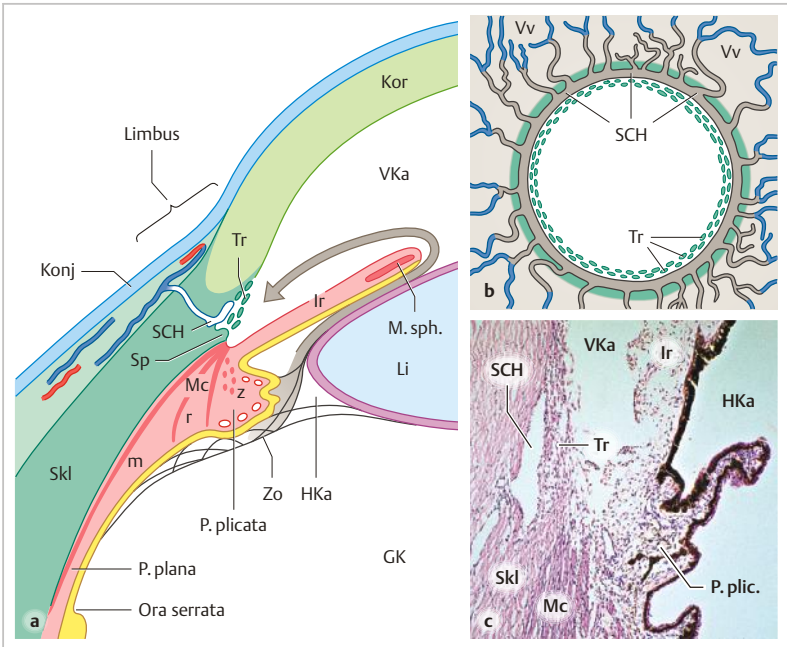 Limbus
Konj
Kor
VKa
Tr
SCH
Sp
Ir
M. sph.
Li
Mc
r
z
m
Skl
Zo
HKa
P. plicata
GK
P. plana
Ora serrata
a
Vv
Vv
SCH
Tr
b
VKa
Ir
SCH
HKa
Tr
Skl
Mc
P. plic.
c